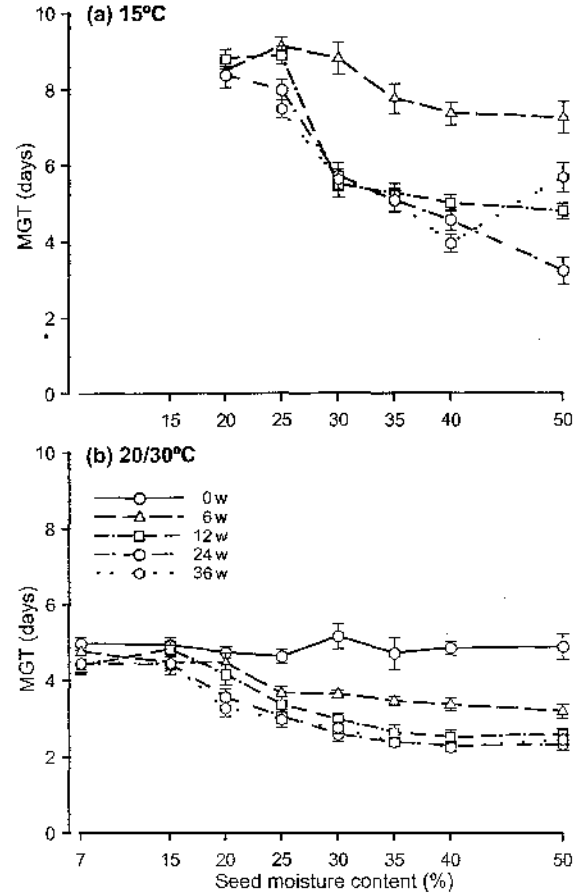 (a) 15ºC
10
8
6
4
2
0
MGT (days)
15 20 25 30 35 40 50
(b) 20/30ºC
10
8
6
4
2
0
MGT (days)
0 w
6 w
12 w
24 w
36 w
7 15 20 25 30 35 40 50
Seed moisture content (%)